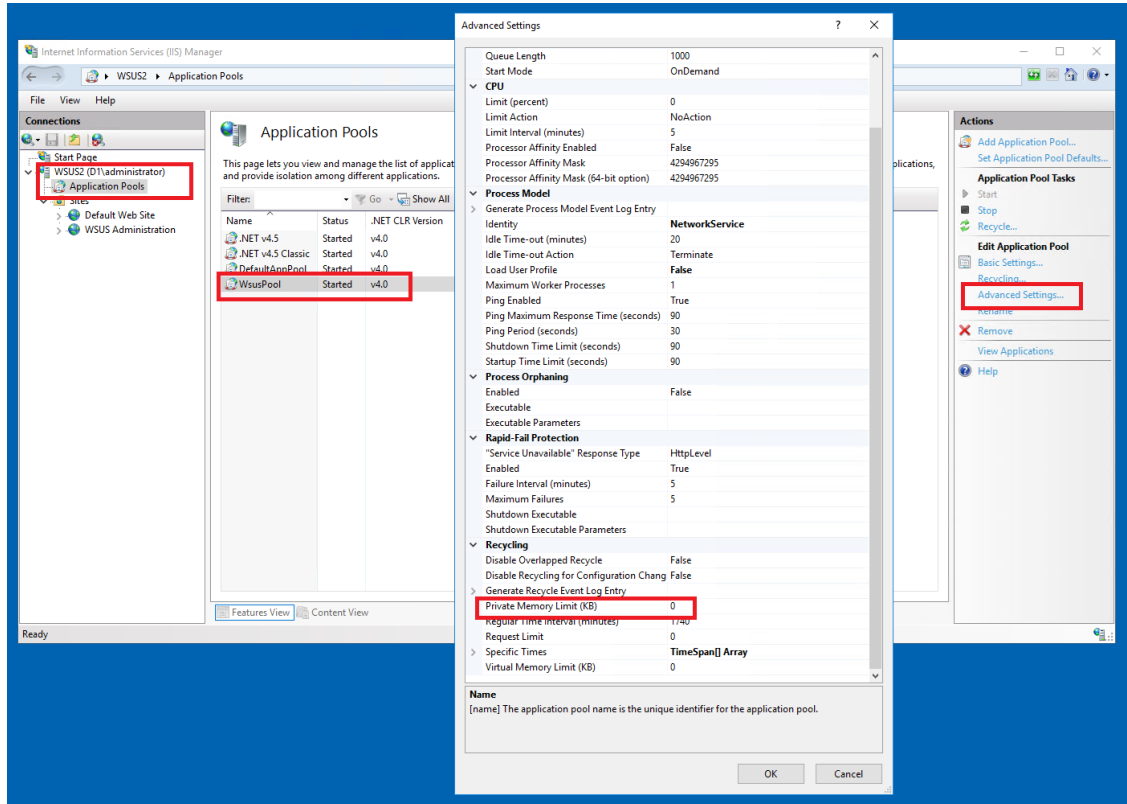 Internet Information Services (IIS) Manager
WSUS2 Application Pools
File View Help
Connections
Start Page
WSUS2 (D1\administrator)
Application Pools
Sites
Default Web Site
WSUS Administration
Application Pools
This page lets you view and manage the list of applicat
and provide isolation among different applications.
plications,
Filter: Go Show All
Name Status .NET CLR Version
.NET v4.5 Started v4.0
.NET v4.5 Classic Started v4.0
DefaultAppPool Started v4.0
WsusPool Started v4.0
Features View Content View
Ready
Advanced Settings ?
Queue Length 1000
Start Mode OnDemand
CPU
Limit (percent) 0
Limit Action NoAction
Limit Interval (minutes) 5
Processor Affinity Enabled False
Processor Affinity Mask 4294967295
Processor Affinity Mask (64-bit option) 4294967295
Process Model
Generate Process Model Event Log Entry
Identity NetworkService
Idle Time-out (minutes) 20
Idle Time-out Action Terminate
Load User Profile False
Maximum Worker Processes 1
Ping Enabled True
Ping Maximum Response Time (seconds) 90
Ping Period (seconds) 30
Shutdown Time Limit (seconds) 90
Startup Time Limit (seconds) 90
Process Orphaning
Enabled False
Executable
Executable Parameters
Rapid-Fail Protection
"Service Unavailable" Response Type HttpLevel
Enabled True
Failure Interval (minutes) 5
Maximum Failures 5
Shutdown Executable
Shutdown Executable Parameters
Recycling
Disable Overlapped Recycle False
Disable Recycling for Configuration Chang False
Generate Recycle Event Log Entry
Private Memory Limit (KB) 0
Regular Time Interval (minutes) 1740
Request Limit 0
Specific Times TimeSpan[] Array
Virtual Memory Limit (KB) 0
Name
[name] The application pool name is the unique identifier for the application pool.
OK Cancel
Actions
Add Application Pool...
Set Application Pool Defaults...
Application Pool Tasks
Start
Stop
Recycle...
Edit Application Pool
Basic Settings...
Recycling...
Advanced Settings...
Rename
Remove
View Applications
Help